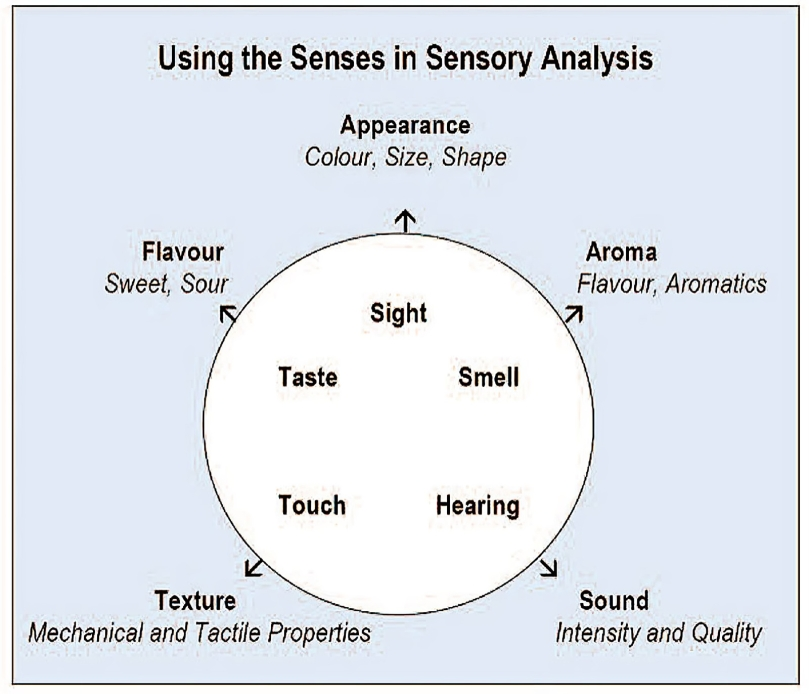 Using the Senses in Sensory Analysis
Appearance
Colour, Size, Shape
Flavour
Sweet, Sour
Aroma
Flavour, Aromatics
Sight
Taste
Smell
Touch
Hearing
Texture
Mechanical and Tactile Properties
Sound
Intensity and Quality